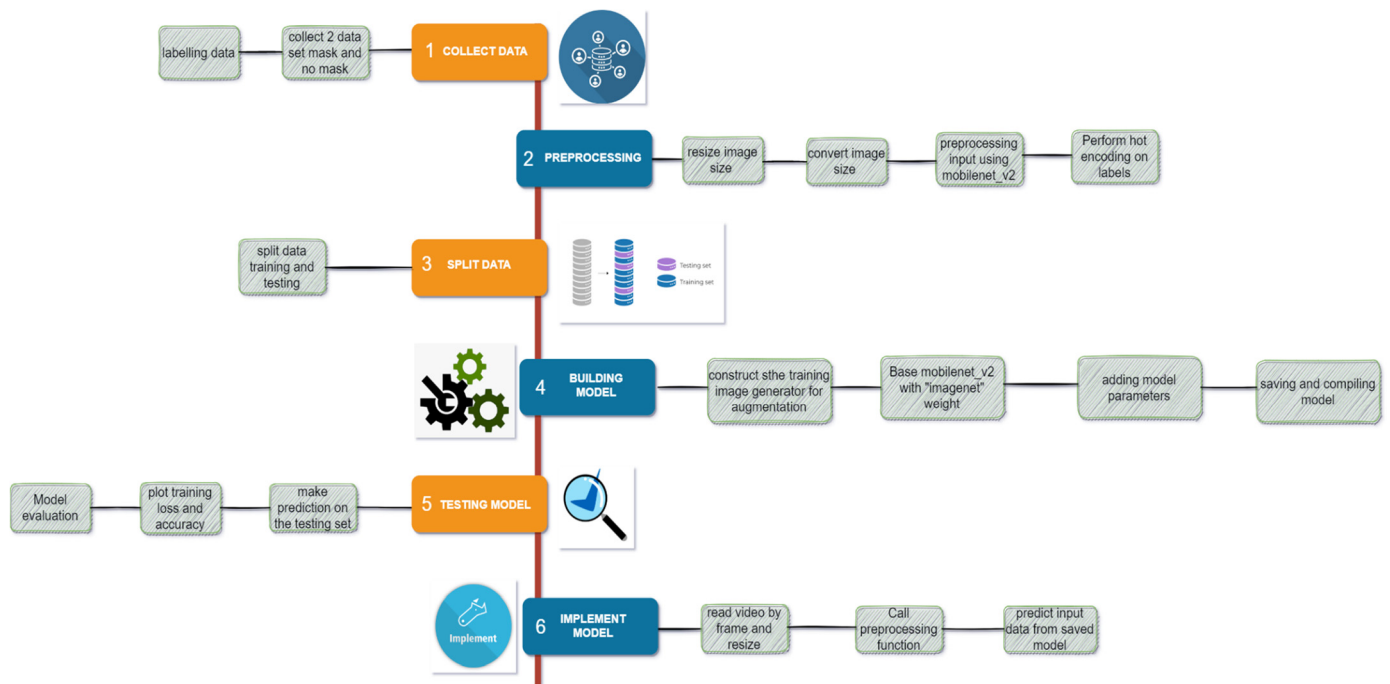 labelling data
collect 2 data
set mask and
no mask
1 COLLECT DATA
2 PREPROCESSING
resize image
size
convert image
size
preprocessing
input using
mobilenet_v2
Perform hot
encoding on
labels
split data
training and
testing
3 SPLIT DATA
Testing set
Training set
4 BUILDING
MODEL
construct sthe training
image generator for
augmentation
Base mobilenet_v2
with "imagenet"
weight
adding model
parameters
saving and compiling
model
Model
evaluation
plot training
loss and
accuracy
make
prediction on
the testing set
5 TESTING MODEL
Implement
6 IMPLEMENT
MODEL
read video by
frame and
resize
Call
preprocessing
function
predict input
data from saved
model